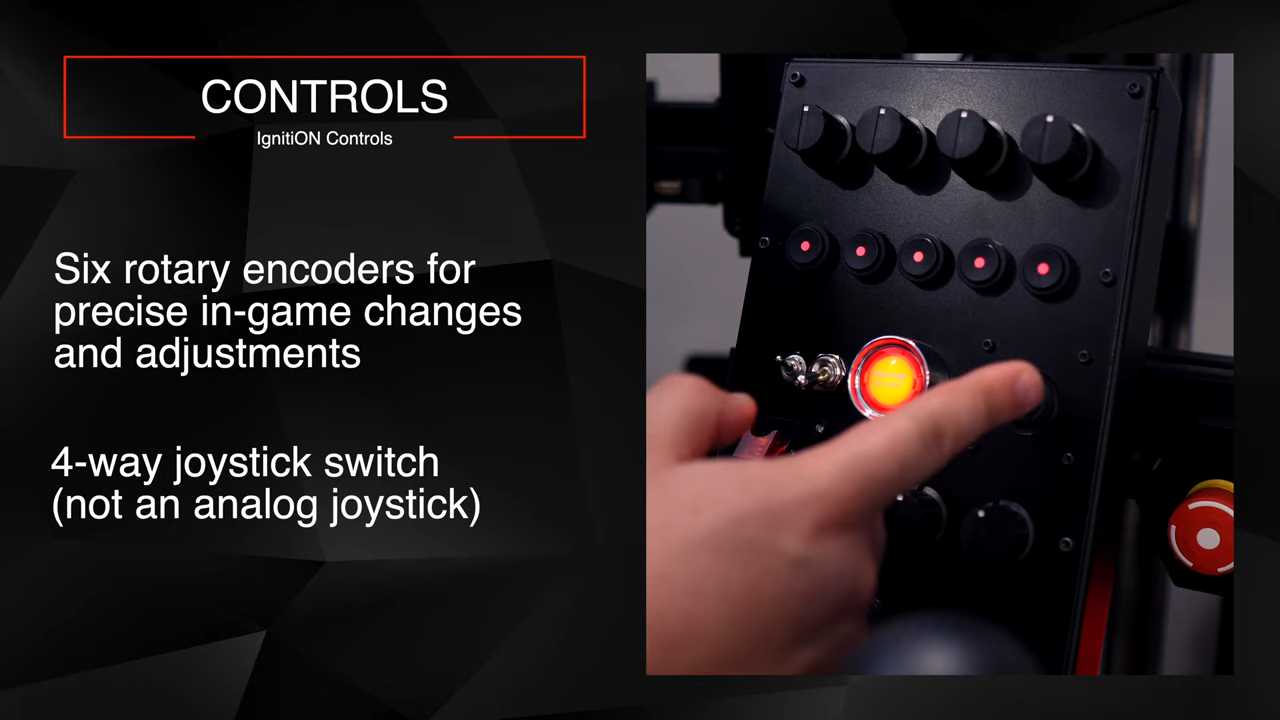 CONTROLS
IgnitiON Controls
Six rotary encoders for
precise in-game changes
and adjustments
4-way joystick switch
(not an analog joystick)